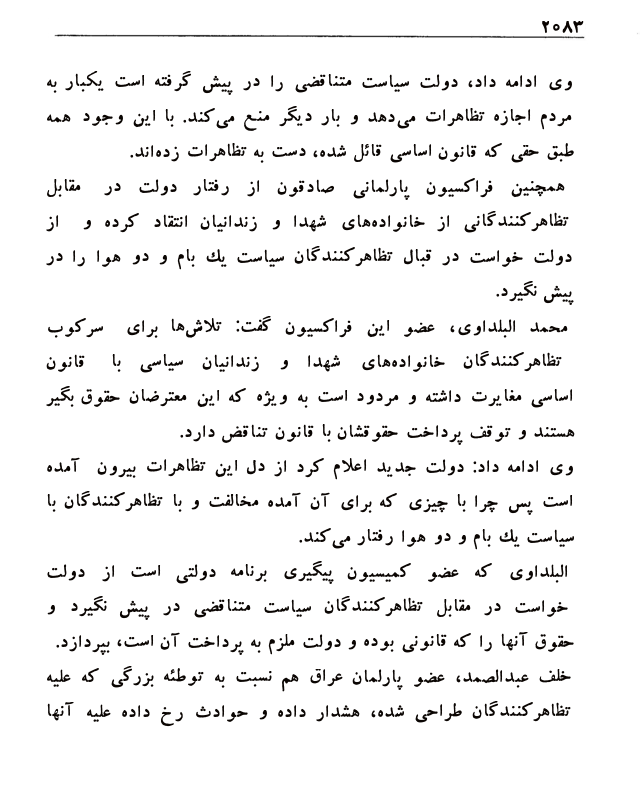 ۲۰۸۳
وی ادامه داد، دولت سیاست متناقضی را در پیش گرفته است یکبار به
مردم اجازه تظاهرات می‌دهد و بار دیگر منع می‌کند. با این وجود همه
طبق حقی که قانون اساسی قائل شده، دست به تظاهرات زده‌اند.
همچنین فراکسیون پارلمانی صادقون از رفتار دولت در مقابل
تظاهرکنندگانی از خانواده‌های شهدا و زندانیان انتقاد کرده و از
دولت خواست در قبال تظاهرکنندگان سیاست یك بام و دو هوا را در
پیش نگیرد.
محمد البلداوی، عضو این فراکسیون گفت: تلاش‌ها برای سرکوب
تظاهرکنندگان خانواده‌های شهدا و زندانیان سیاسی با قانون
اساسی مغایرت داشته و مردود است به ویژه که این معترضان حقوق بگیر
هستند و توقف پرداخت حقوقشان با قانون تناقض دارد.
وی ادامه داد: دولت جدید اعلام کرد از دل این تظاهرات بیرون آمده
است پس چرا با چیزی که برای آن آمده مخالفت و با تظاهرکنندگان با
سیاست یك بام و دو هوا رفتار می‌کند.
البلداوی که عضو کمیسیون پیگیری برنامه دولتی است از دولت
خواست در مقابل تظاهرکنندگان سیاست متناقضی در پیش نگیرد و
حقوق آنها را که قانونی بوده و دولت ملزم به پرداخت آن است، بپردازد.
خلف عبدالصمد، عضو پارلمان عراق هم نسبت به توطئه بزرگی که علیه
تظاهرکنندگان طراحی شده، هشدار داده و حوادث رخ داده علیه آنها